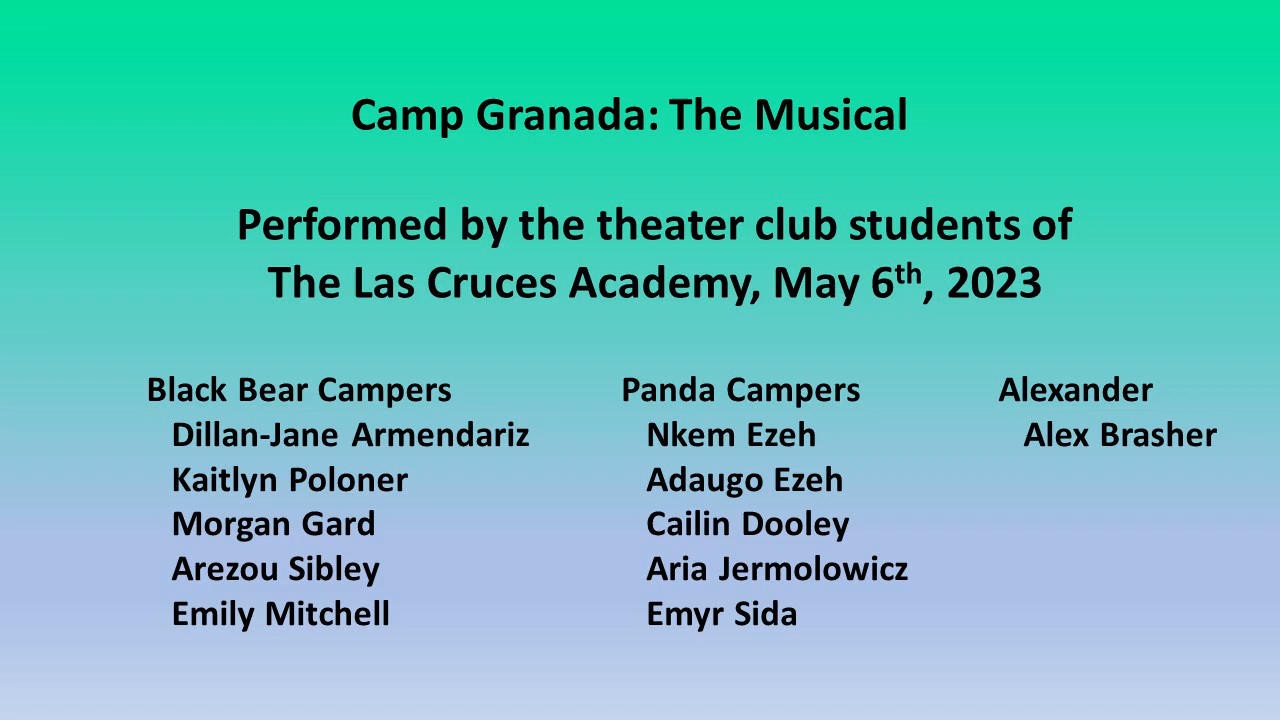 Camp Granada: The Musical
Performed by the theater club students of
The Las Cruces Academy, May 6th, 2023
Black Bear Campers
Dillan-Jane Armendariz
Kaitlyn Poloner
Morgan Gard
Arezou Sibley
Emily Mitchell
Panda Campers
Nkem Ezeh
Adaugo Ezeh
Cailin Dooley
Aria Jermolowicz
Emyr Sida
Alexander
Alex Brasher